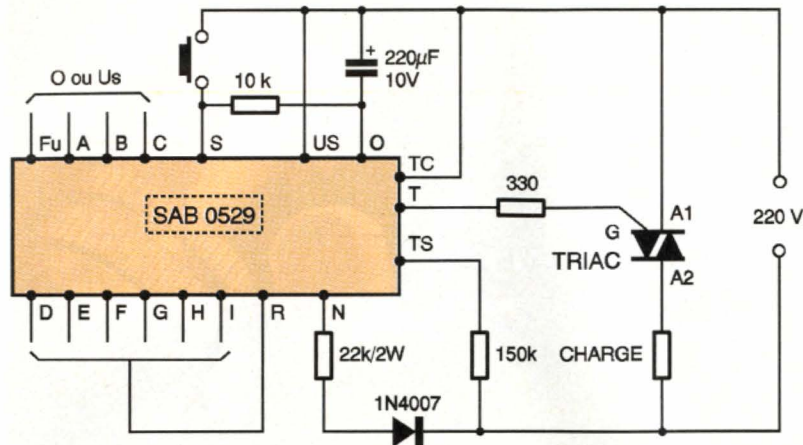 220µF
10V
O ou Us
10 k
Fu A B C S US O
TC
SAB 0529
T
330
A1
220 V
G
TRIAC
TS
A2
D E F G H I R N
22k/2W
150k
CHARGE
1N4007
+